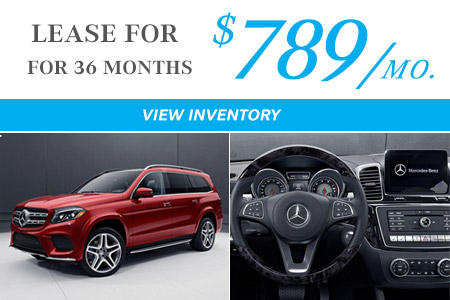 LEASE FOR
FOR 36 MONTHS
$789/MO.
VIEW INVENTORY
Mercedes-Benz